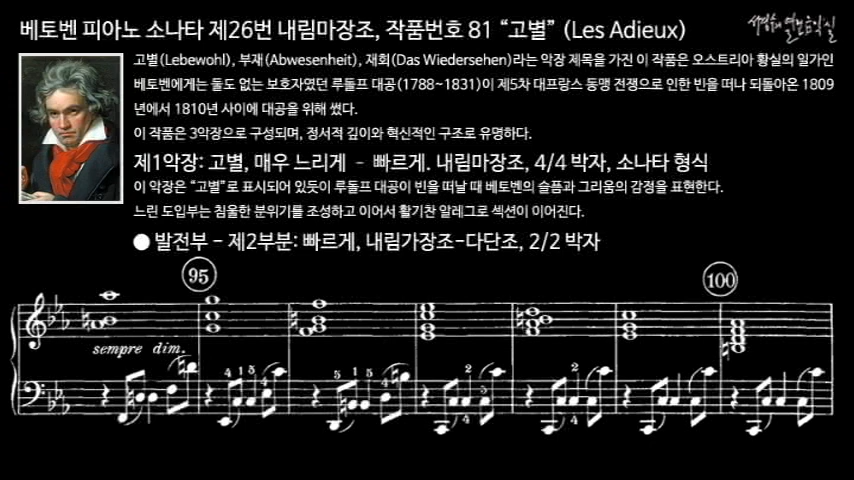 베토벤 피아노 소나타 제26번 내림마장조, 작품번호 81 “고별” (Les Adieux)
고별(Lebewohl), 부재(Abwesenheit), 재회(Das Wiedersehen)라는 악장 제목을 가진 이 작품은 오스트리아 황실의 일가인
베토벤에게는 둘도 없는 보호자였던 루돌프 대공(1788~1831)이 제5차 대프랑스 동맹 전쟁으로 인한 빈을 떠나 되돌아온 1809
년에서 1810년 사이에 대공을 위해 썼다.
이 작품은 3악장으로 구성되며, 정서적 깊이와 혁신적인 구조로 유명하다.
제1악장: 고별, 매우 느리게 - 빠르게. 내림마장조, 4/4 박자, 소나타 형식
이 악장은 “고별”로 표시되어 있듯이 루돌프 대공이 빈을 떠날 때 베토벤의 슬픔과 그리움의 감정을 표현한다.
느린 도입부는 침울한 분위기를 조성하고 이어서 활기찬 알레그로 섹션이 이어진다.
● 발전부 - 제2부분: 빠르게, 내림가장조-다단조, 2/2 박자
95
100
sempre dim.
4 1 5
5 1 5 4
2
4
2